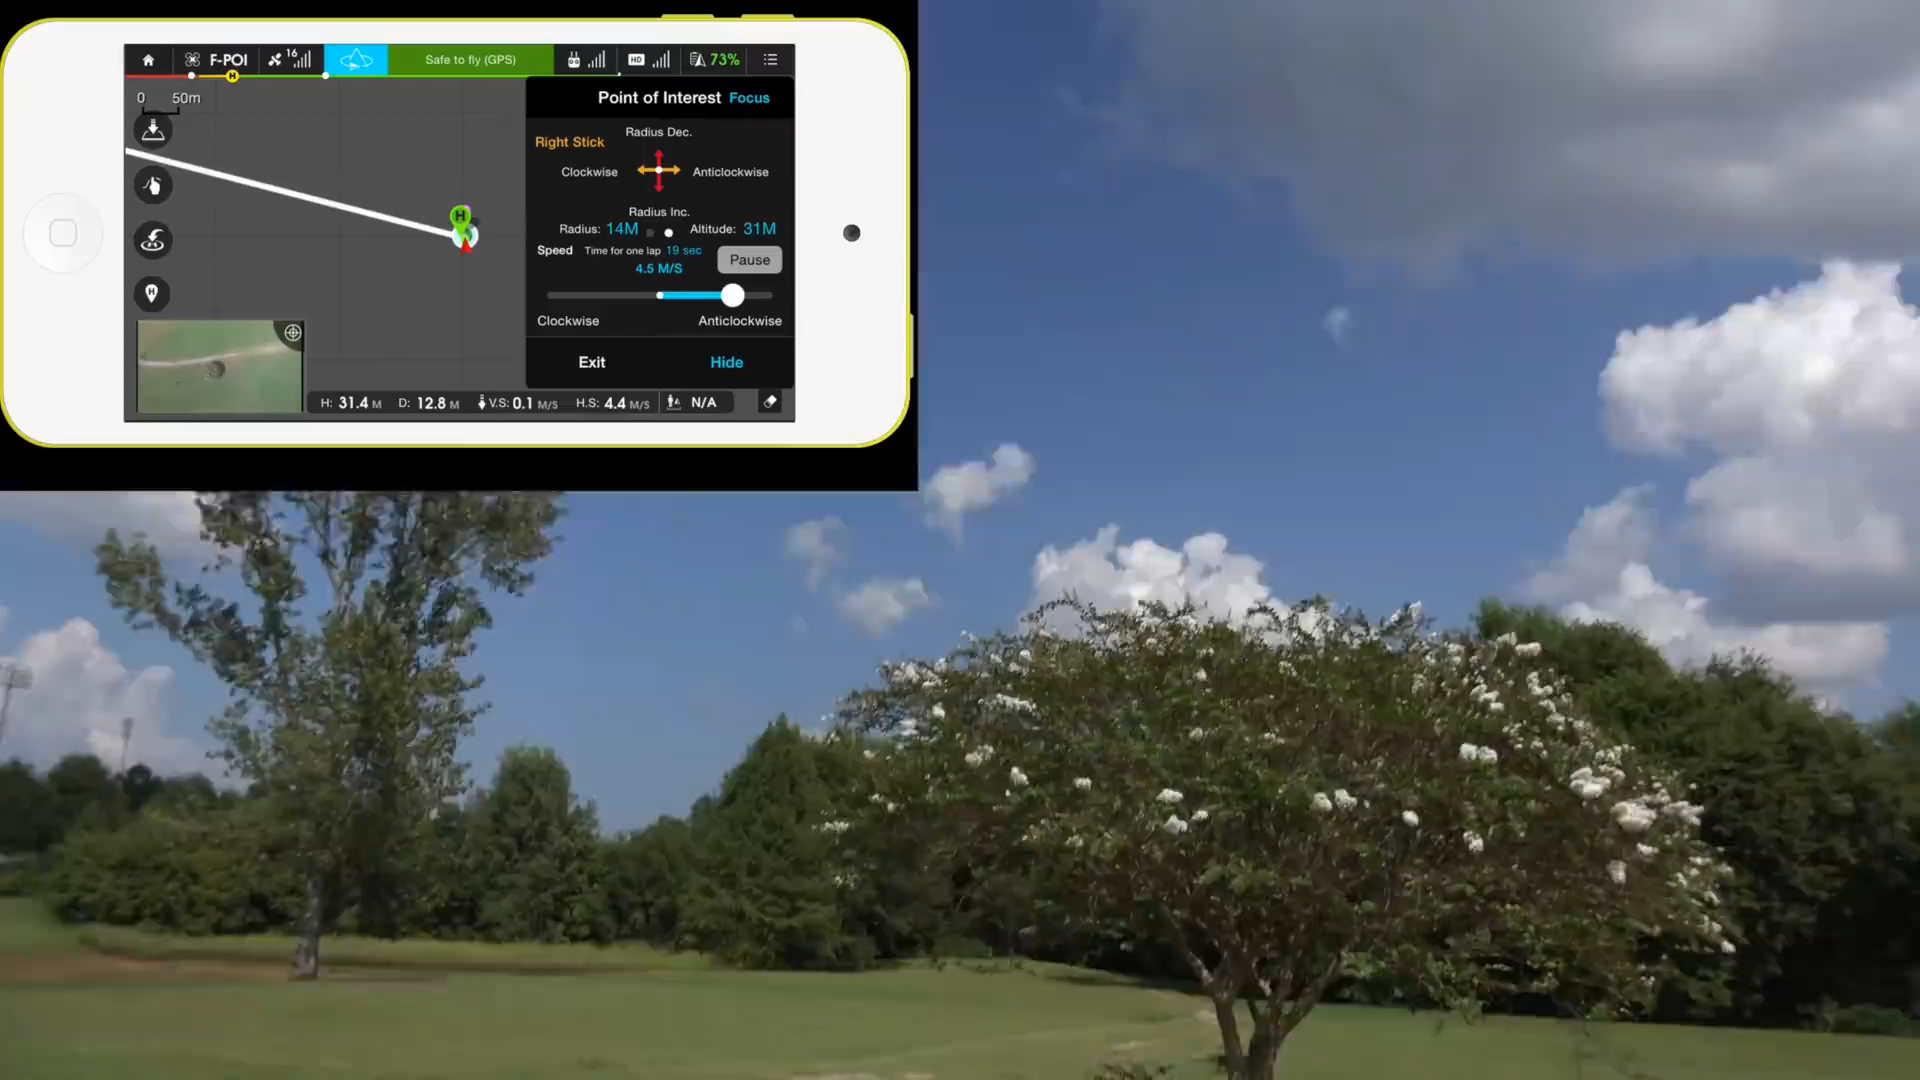 F-POI 16 Safe to fly (GPS) HD 73%
H
0 50m
Point of Interest Focus
Radius Dec.
Right Stick
Clockwise Anticlockwise
Radius Inc.
H
Radius: 14M Altitude: 31M
Speed Time for one lap 19 sec
4.5 M/S
Pause
H
Clockwise Anticlockwise
Exit Hide
H: 31.4 M D: 12.8 M V.S: 0.1 M/S H.S: 4.4 M/S N/A